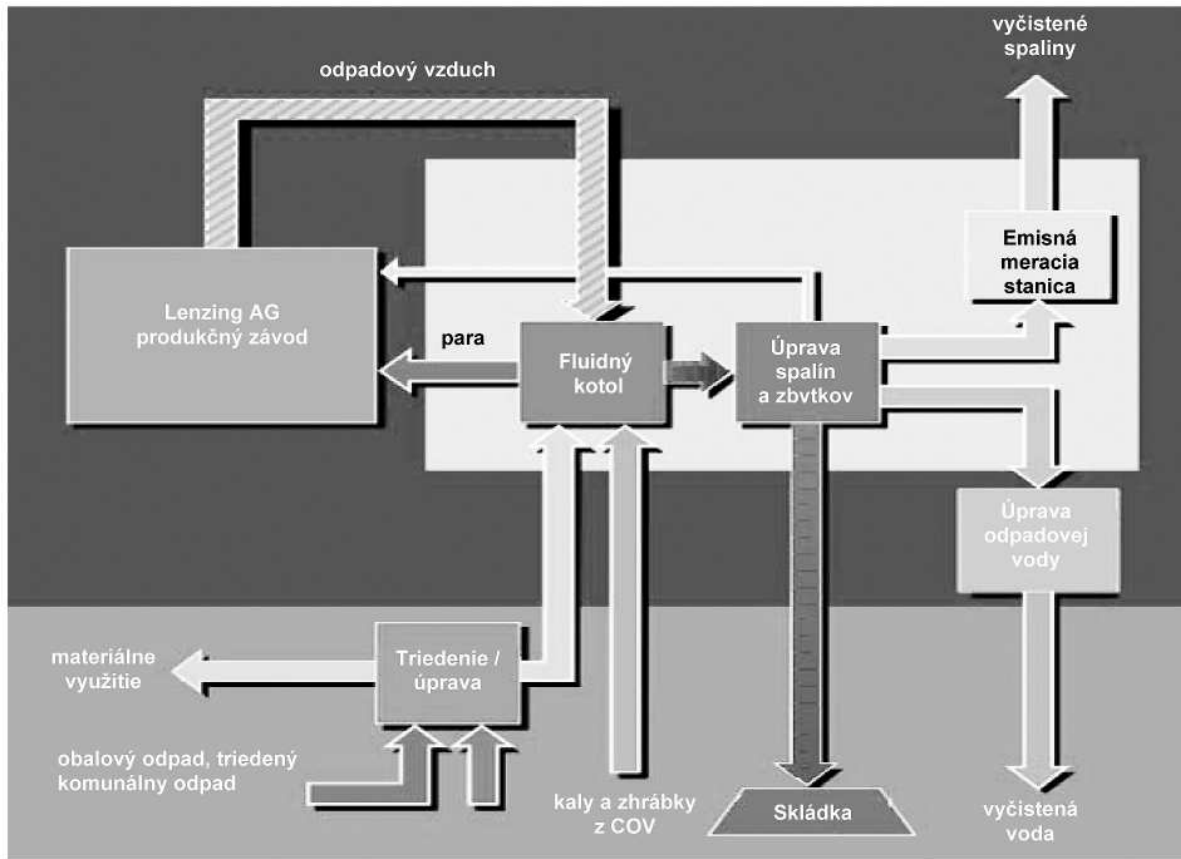 vyčistené
spaliny
odpadový vzduch
Emisná
meracia
stanica
Lenzing AG
produkčný závod
para
Fluidný
kotol
Úprava
spalín
a zbvtkov
Úprava
odpadovej
vody
materiálne
využitie
Triedenie /
úprava
obalový odpad, triedený
komunálny odpad
kaly a zhrábky
z COV
Skládka
vyčistená
voda